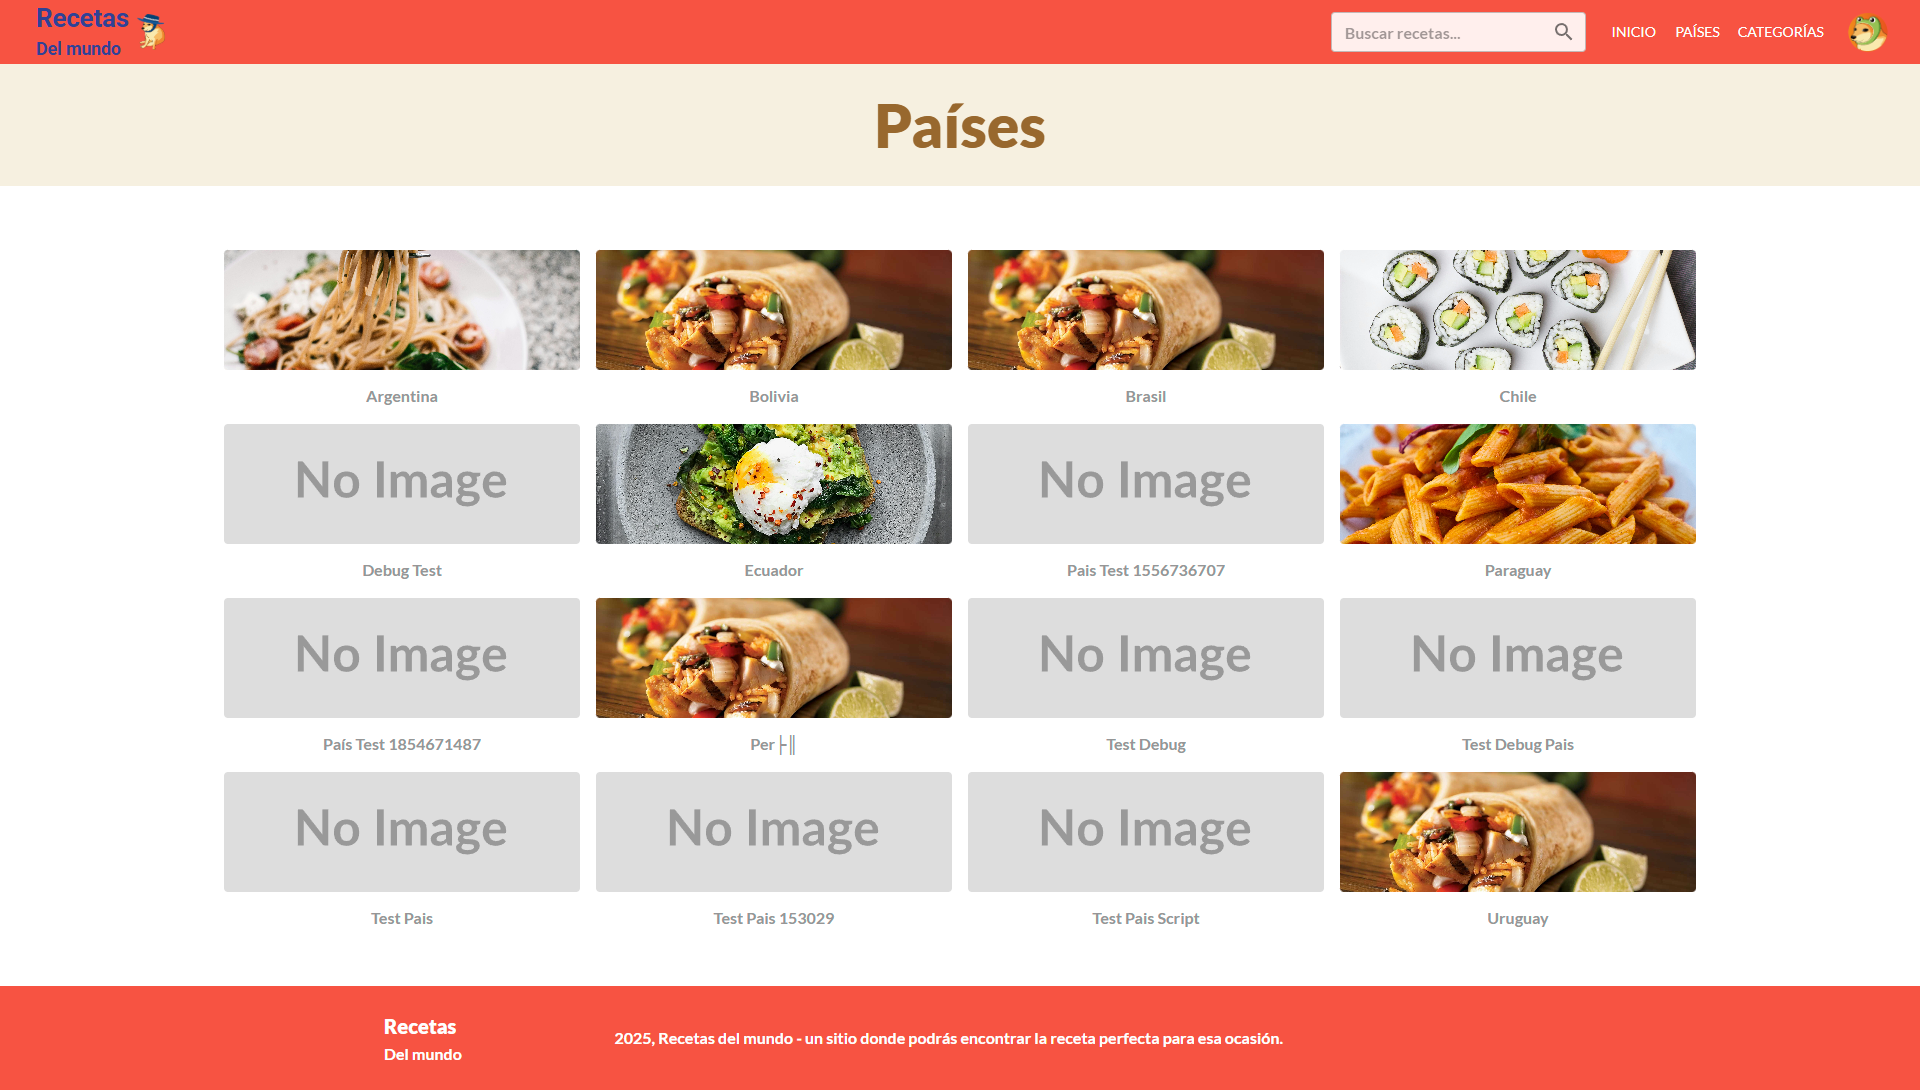 Recetas
Del mundo
Buscar recetas...
INICIO PAÍSES CATEGORÍAS
Países
Argentina Bolivia Brasil Chile
No Image No Image
Debug Test Ecuador Pais Test 1556736707 Paraguay
No Image No Image No Image
País Test 1854671487 Per├║ Test Debug Test Debug Pais
No Image No Image No Image
Test Pais Test Pais 153029 Test Pais Script Uruguay
Recetas
Del mundo
2025, Recetas del mundo - un sitio donde podrás encontrar la receta perfecta para esa ocasión.